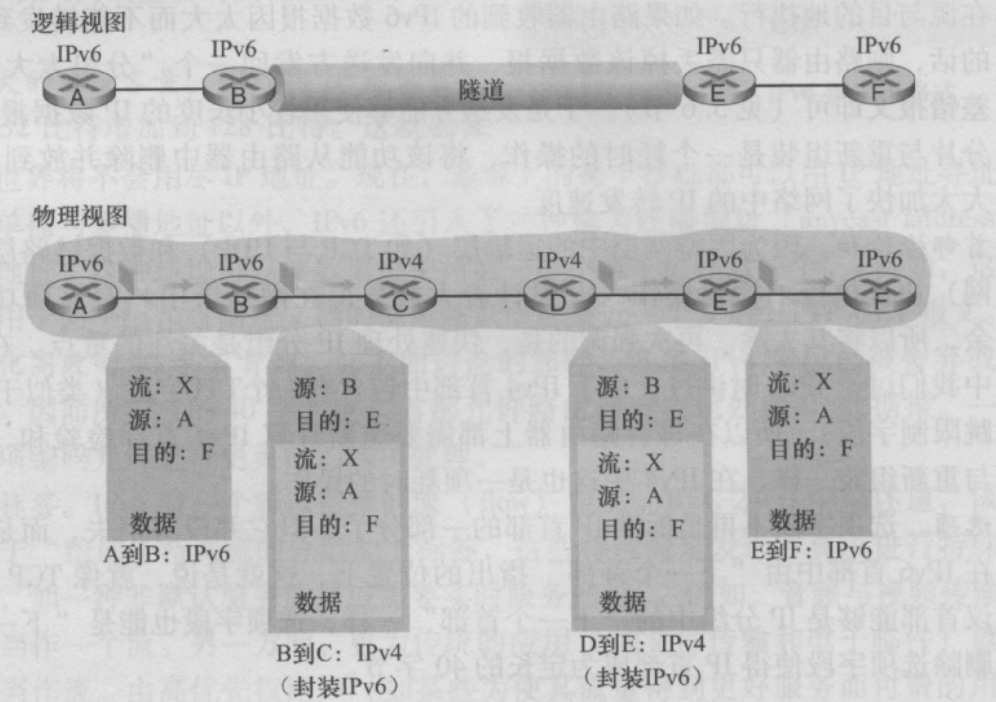 逻辑视图
IPv6 IPv6 IPv6 IPv6
A B 隧道 E F
物理视图
IPv6 IPv6 IPv4 IPv4 IPv6 IPv6
A B C D E F
流：X
源：A
目的：F
数据
A到B：IPv6
源：B
目的：E
流：X
源：A
目的：F
数据
B到C：IPv4
（封装IPv6）
源：B
目的：E
流：X
源：A
目的：F
数据
D到E：IPv4
（封装IPv6）
流：X
源：A
目的：F
数据
E到F：IPv6